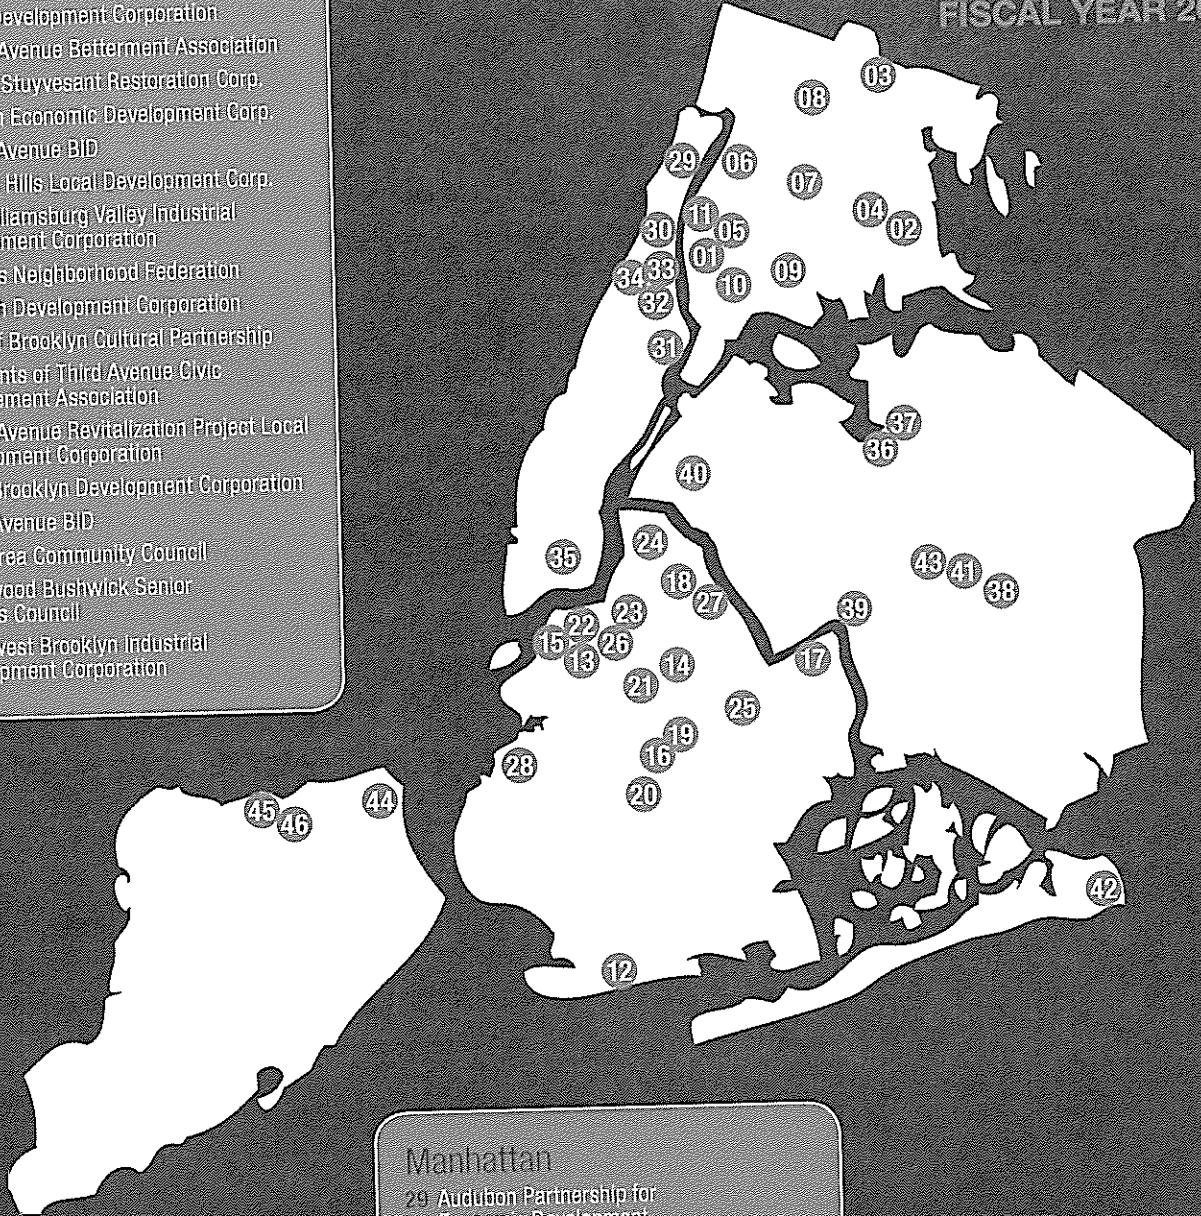 FISCAL YEAR
Development Corporation
Avenue Betterment Association
Stuyvesant Restoration Corp.
Economic Development Corp.
Avenue BID
Hills Local Development Corp.
Valley Industrial
Corporation
Neighborhood Federation
Development Corporation
Brooklyn Cultural Partnership
of Third Avenue Civic
Association
Avenue Revitalization Project Local
Corporation
Brooklyn Development Corporation
Avenue BID
Community Council
Bushwick Senior
Council
Brooklyn Industrial
Corporation
03
08
29
06
07
11
04
30
05
02
01
34
33
09
10
32
31
37
36
40
35
24
43
41
18
38
27
39
23
22
15
26
13
14
17
21
25
19
16
28
20
44
45
46
42
12
Manhattan
29 Audubon Partnership for
Economic Development